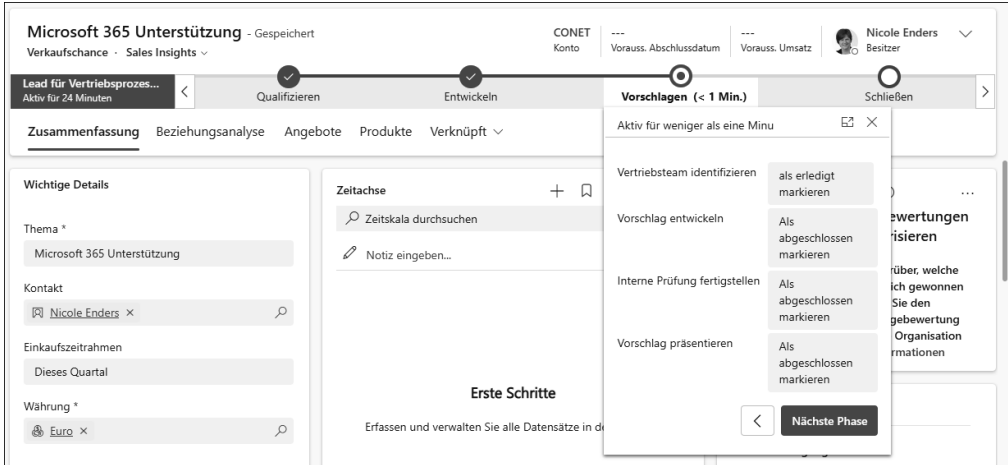 Microsoft 365 Unterstützung - Gespeichert
Verkaufschance · Sales Insights
CONET
Konto
---
Vorauss. Abschlussdatum
---
Vorauss. Umsatz
Nicole Enders
Besitzer
Lead für Vertriebsprozes...
Aktiv für 24 Minuten
Qualifizieren
Entwickeln
Vorschlagen (< 1 Min.)
Schließen
Zusammenfassung Beziehungsanalyse Angebote Produkte Verknüpft
Wichtige Details
Thema *
Microsoft 365 Unterstützung
Kontakt
Nicole Enders ×
Einkaufszeitrahmen
Dieses Quartal
Währung *
Euro ×
Zeitachse
Zeitskala durchsuchen
Notiz eingeben...
Erste Schritte
Erfassen und verwalten Sie alle Datensätze in de
Aktiv für weniger als eine Minu
Vertriebsteam identifizieren
als erledigt
markieren
Vorschlag entwickeln
Als
abgeschlossen
markieren
Interne Prüfung fertigstellen
Als
abgeschlossen
markieren
Vorschlag präsentieren
Als
abgeschlossen
markieren
Nächste Phase
ewertungen
risieren
rüber, welche
ich gewonnen
Sie den
gebewertung
Organisation
rmationen